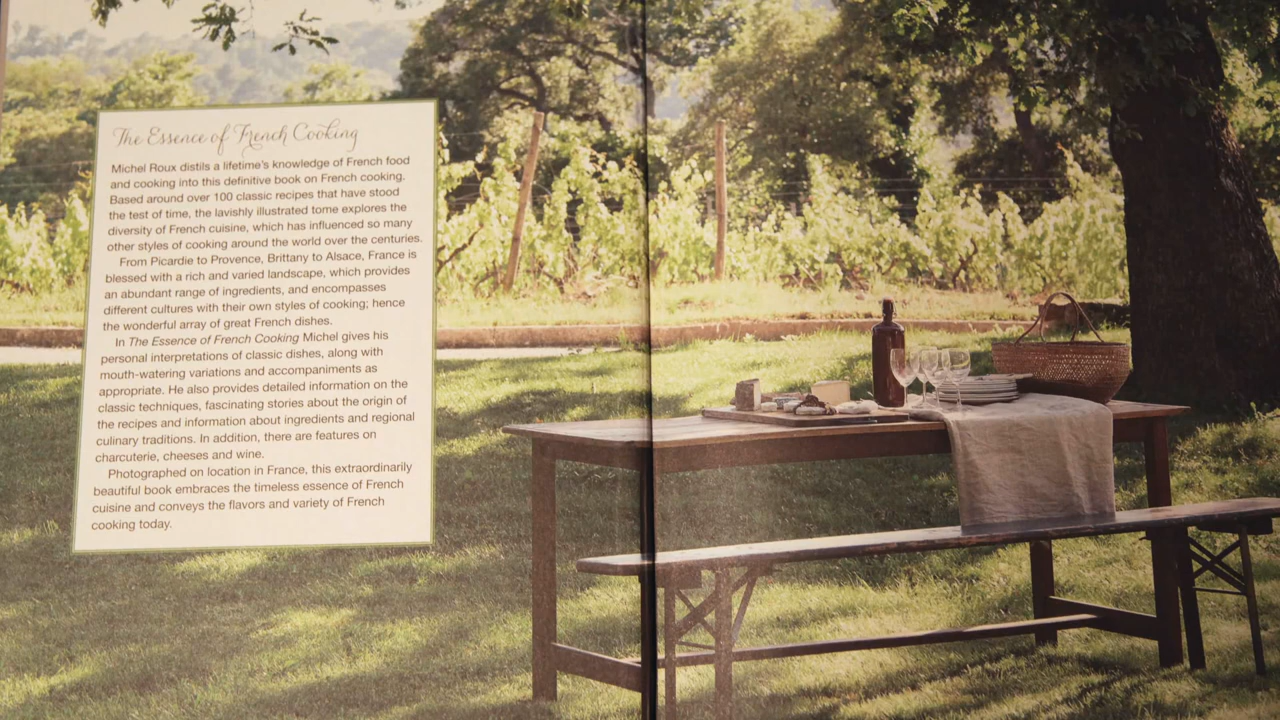 The Essence of French Cooking
Michel Roux distils a lifetime's knowledge of French food
and cooking into this definitive book on French cooking.
Based around over 100 classic recipes that have stood
the test of time, the lavishly illustrated tome explores the
diversity of French cuisine, which has influenced so many
other styles of cooking around the world over the centuries.
From Picardie to Provence, Brittany to Alsace, France is
blessed with a rich and varied landscape, which provides
an abundant range of ingredients, and encompasses
different cultures with their own styles of cooking; hence
the wonderful array of great French dishes.
In The Essence of French Cooking Michel gives his
personal interpretations of classic dishes, along with
mouth-watering variations and accompaniments as
appropriate. He also provides detailed information on the
classic techniques, fascinating stories about the origin of
the recipes and information about ingredients and regional
culinary traditions. In addition, there are features on
charcuterie, cheeses and wine.
Photographed on location in France, this extraordinarily
beautiful book embraces the timeless essence of French
cuisine and conveys the flavors and variety of French
cooking today.